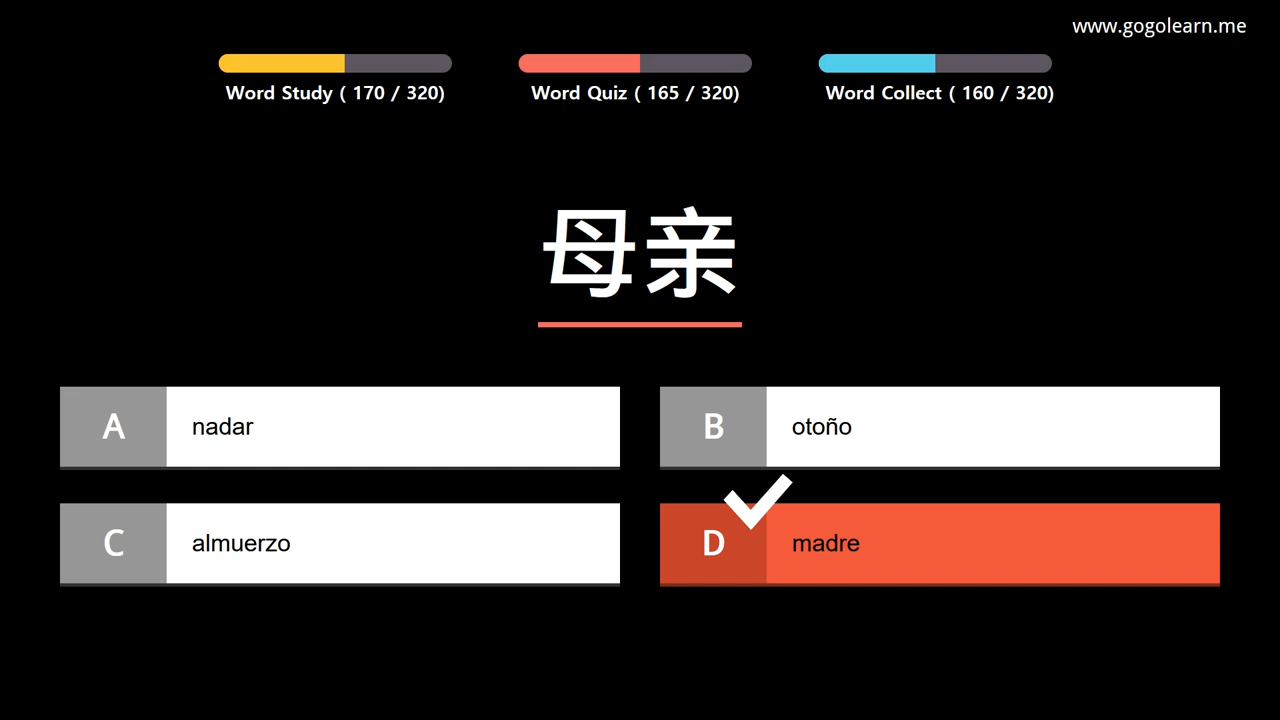 www.gogolearn.me
Word Study ( 170 / 320)
Word Quiz ( 165 / 320)
Word Collect ( 160 / 320)
母亲
A nadar
B otoño
C almuerzo
D madre